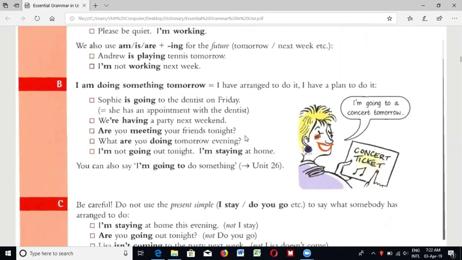 Essential Grammar in U
Essential%20Grammar%20in%20Use.pdf
Please be quiet. I'm working.
We also use am/is/are + -ing for the future (tomorrow / next week etc.):
Andrew is playing tennis tomorrow.
I'm not working next week.
B
I am doing something tomorrow = I have arranged to do it, I have a plan to do it:
Sophie is going to the dentist on Friday.
(= she has an appointment with the dentist)
We're having a party next weekend.
Are you meeting your friends tonight?
What are you doing tomorrow evening?
I'm not going out tonight. I'm staying at home.
You can also say 'I'm going to do something' (→ Unit 26).
I'm going to a
concert tomorrow.
CONCERT
TICKET
C
Be careful! Do not use the present simple (I stay / do you go etc.) to say what somebody has
arranged to do:
I'm staying at home this evening. (not I stay)
Are you going out tonight? (not Do you go)
Lisa isn't coming to the party next week. (not Lisa doesn't come)
Type here to search
ENG
INTL
7:22 AM
03-Apr-19